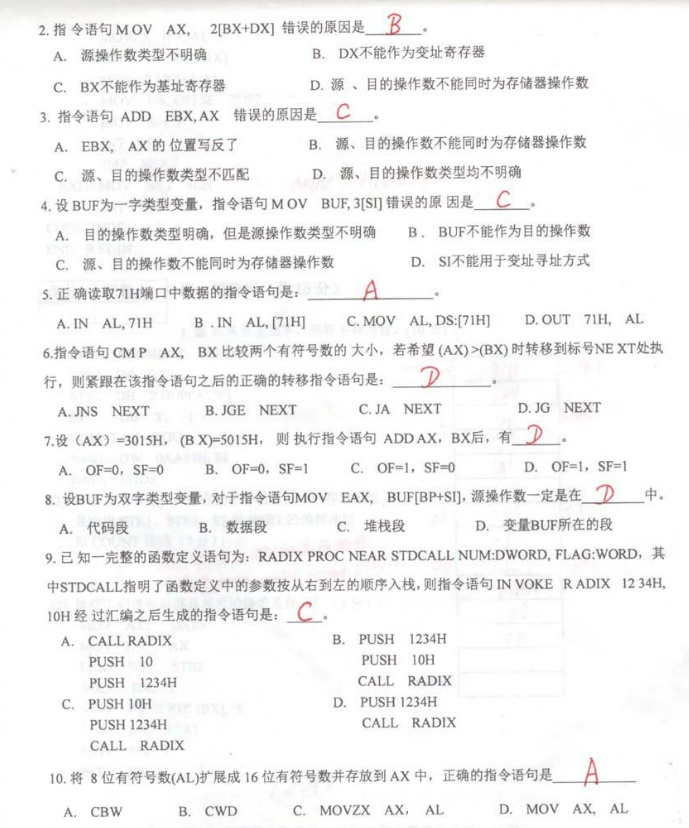 2. 指令语句 MOV AX, 2[BX+DX] 错误的原因是 B 。
A. 源操作数类型不明确 B. DX不能作为变址寄存器
C. BX不能作为基址寄存器 D. 源、目的操作数不能同时为存储器操作数
3. 指令语句 ADD EBX, AX 错误的原因是 C 。
A. EBX, AX 的位置写反了 B. 源、目的操作数不能同时为存储器操作数
C. 源、目的操作数类型不匹配 D. 源、目的操作数类型均不明确
4. 设 BUF为一字类型变量，指令语句 MOV BUF, 3[SI] 错误的原因是 C 。
A. 目的操作数类型明确，但是源操作数类型不明确 B. BUF不能作为目的操作数
C. 源、目的操作数不能同时为存储器操作数 D. SI不能用于变址寻址方式
5. 正确读取71H端口中数据的指令语句是： A 。
A. IN AL, 71H B. IN AL, [71H] C. MOV AL, DS:[71H] D. OUT 71H, AL
6.指令语句 CMP AX, BX 比较两个有符号数的大小，若希望 (AX) >(BX) 时转移到标号NEXT处执
行，则紧跟在该指令语句之后的正确的转移指令语句是： D 。
A. JNS NEXT B. JGE NEXT C. JA NEXT D. JG NEXT
7.设（AX）=3015H，(BX)=5015H， 则执行指令语句 ADD AX，BX后，有 D 。
A. OF=0，SF=0 B. OF=0，SF=1 C. OF=1，SF=0 D. OF=1，SF=1
8. 设BUF为双字类型变量，对于指令语句MOV EAX, BUF[BP+SI]，源操作数一定是在 D 中。
A. 代码段 B. 数据段 C. 堆栈段 D. 变量BUF所在的段
9. 已知一完整的函数定义语句为：RADIX PROC NEAR STDCALL NUM:DWORD, FLAG:WORD，其
中STDCALL指明了函数定义中的参数按从右到左的顺序入栈，则指令语句 INVOKE RADIX 1234H,
10H 经过汇编之后生成的指令语句是： C 。
A. CALL RADIX B. PUSH 1234H
PUSH 10 PUSH 10H
PUSH 1234H CALL RADIX
C. PUSH 10H D. PUSH 1234H
PUSH 1234H CALL RADIX
CALL RADIX
10. 将 8 位有符号数(AL)扩展成 16 位有符号数并存放到 AX 中，正确的指令语句是 A
A. CBW B. CWD C. MOVZX AX, AL D. MOV AX, AL